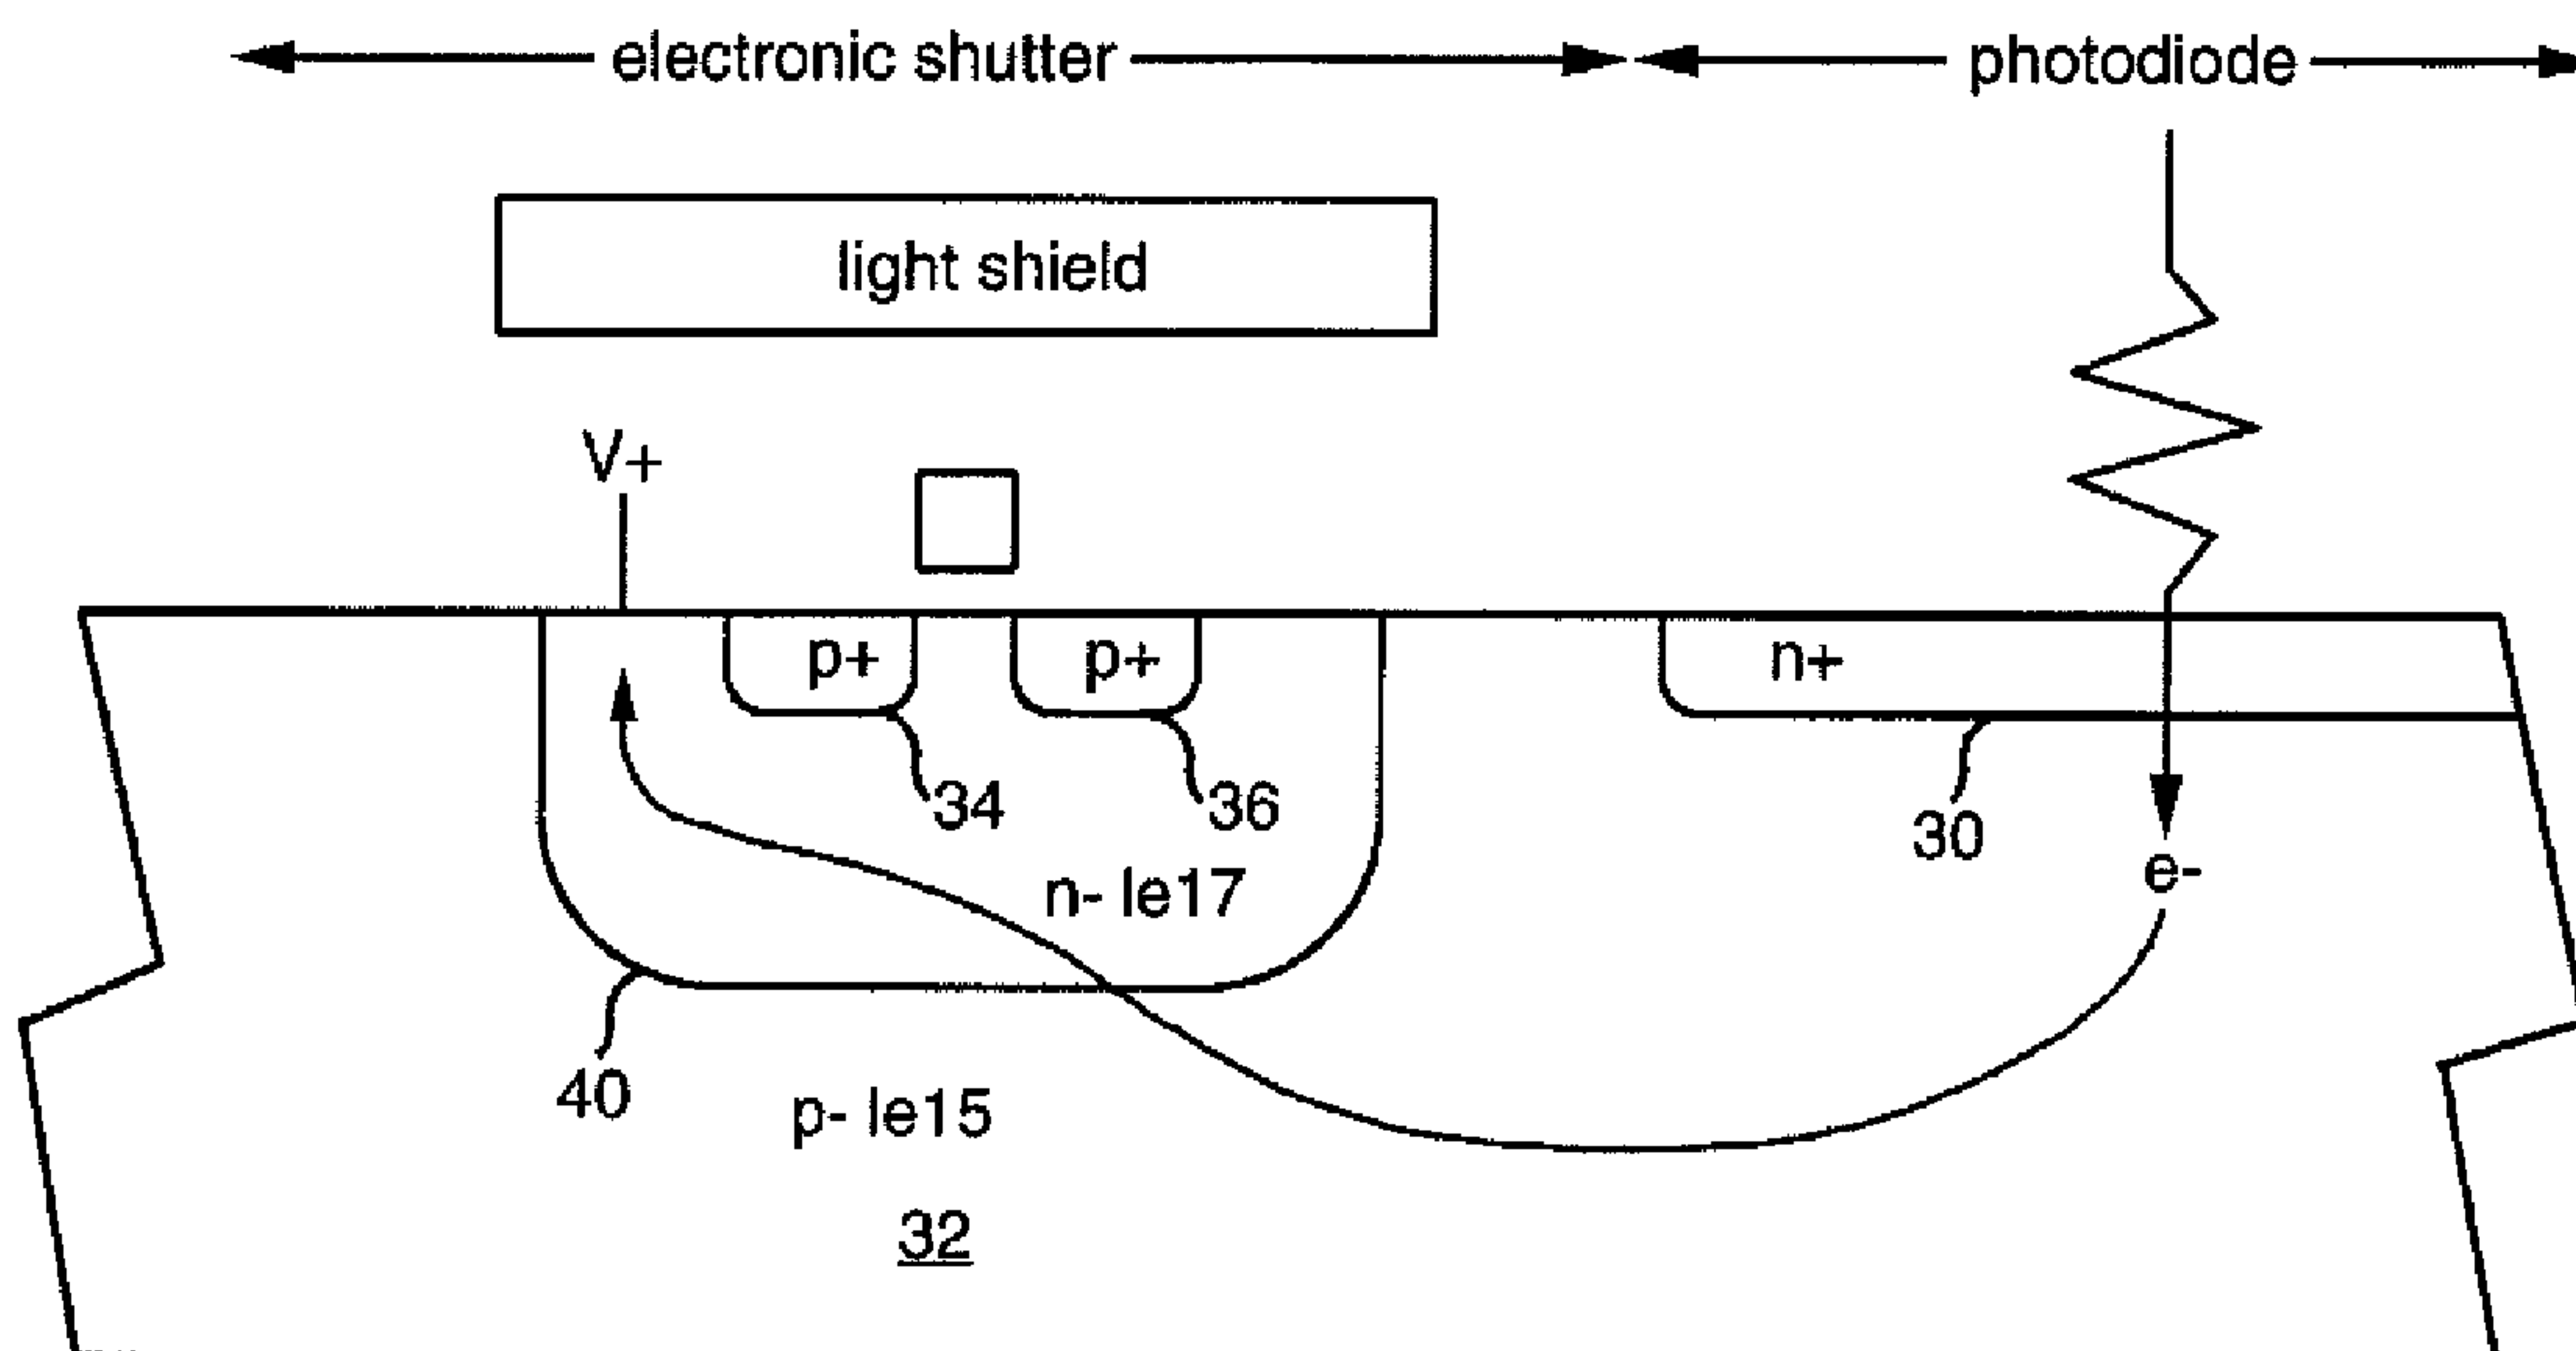 electronic shutter
photodiode
light shield
V+
p+
p+
n+
34
36
30
e-
n- le17
40
p- le15
32